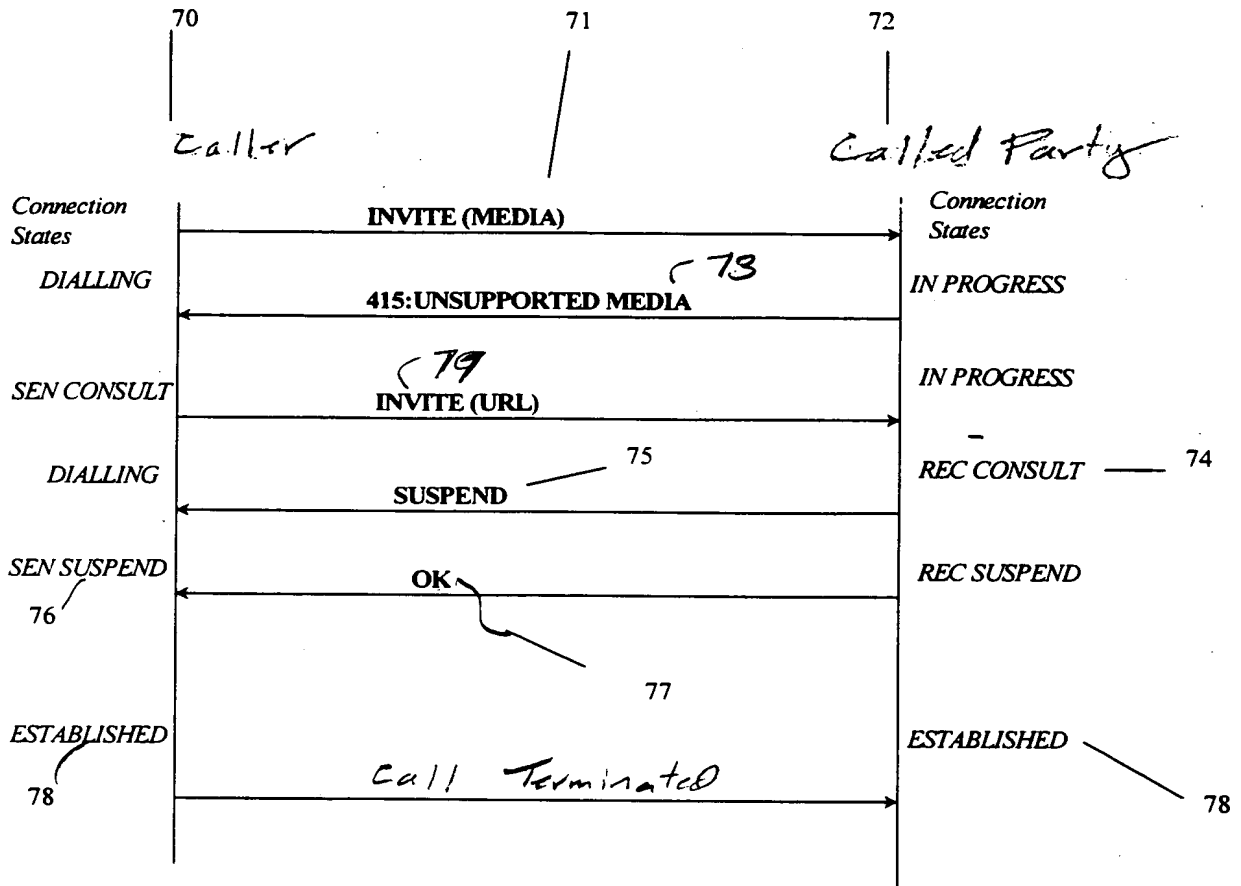 70
71
72
Caller
Called Party
Connection
States
INVITE (MEDIA)
Connection
States
DIALLING
73
IN PROGRESS
415:UNSUPPORTED MEDIA
79
SEN CONSULT
IN PROGRESS
INVITE (URL)
DIALLING
75
REC CONSULT
74
SUSPEND
SEN SUSPEND
OK
REC SUSPEND
76
77
ESTABLISHED
ESTABLISHED
78
Call Terminated
78